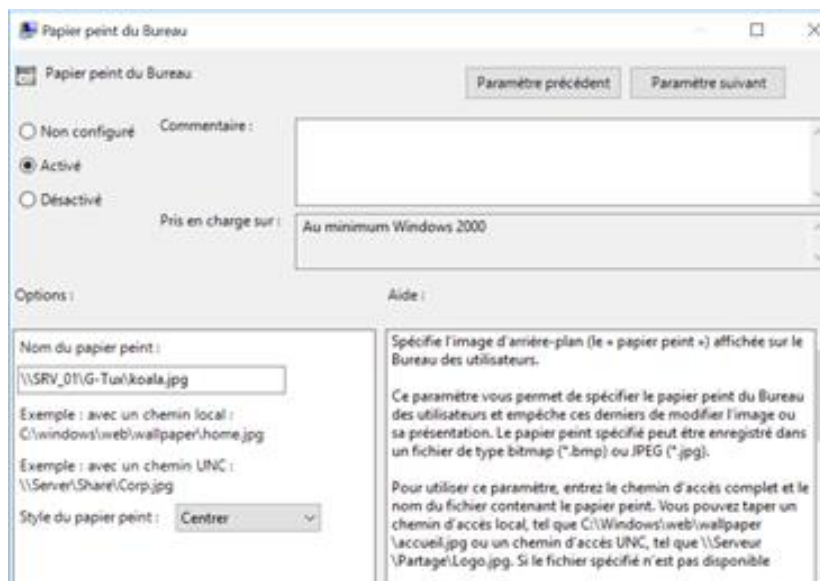 Papier peint du Bureau
Papier peint du Bureau
Paramètre précédent
Paramètre suivant
Non configuré
Commentaire :
Activé
Désactivé
Pris en charge sur :
Au minimum Windows 2000
Options :
Aide :
Nom du papier peint :
\\SRV_01\G-Tux\koala.jpg
Exemple : avec un chemin local :
C:\windows\web\wallpaper\home.jpg
Exemple : avec un chemin UNC :
\\Server\Share\Corp.jpg
Style du papier peint :
Centrer
Spécifie l'image d'arrière-plan (le « papier peint ») affichée sur le
Bureau des utilisateurs.
Ce paramètre vous permet de spécifier le papier peint du Bureau
des utilisateurs et empêche ces derniers de modifier l'image ou
sa présentation. Le papier peint spécifié peut être enregistré dans
un fichier de type bitmap (*.bmp) ou JPEG (*.jpg).
Pour utiliser ce paramètre, entrez le chemin d'accès complet et le
nom du fichier contenant le papier peint. Vous pouvez taper un
chemin d'accès local, tel que C:\Windows\web\wallpaper
\accueil.jpg ou un chemin d'accès UNC, tel que \\Serveur
\Partage\Logo.jpg. Si le fichier spécifié n'est pas disponible